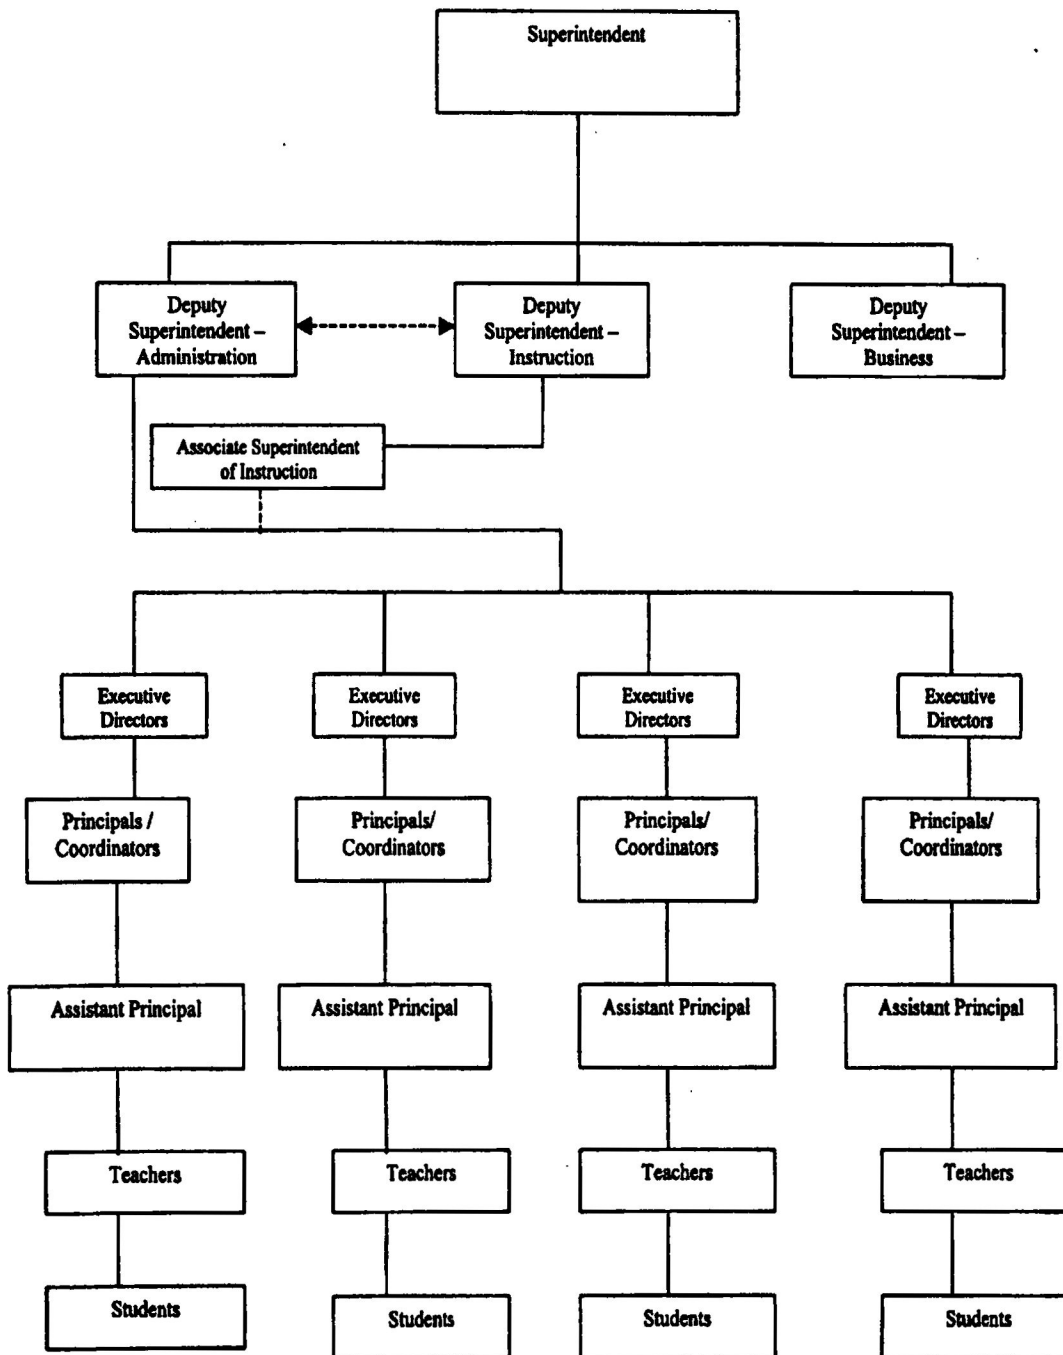 Superintendent
Deputy
Superintendent –
Administration
Deputy
Superintendent –
Instruction
Deputy
Superintendent –
Business
Associate Superintendent
of Instruction
Executive
Directors
Executive
Directors
Executive
Directors
Executive
Directors
Principals /
Coordinators
Principals/
Coordinators
Principals/
Coordinators
Principals/
Coordinators
Assistant Principal
Assistant Principal
Assistant Principal
Assistant Principal
Teachers
Teachers
Teachers
Teachers
Students
Students
Students
Students